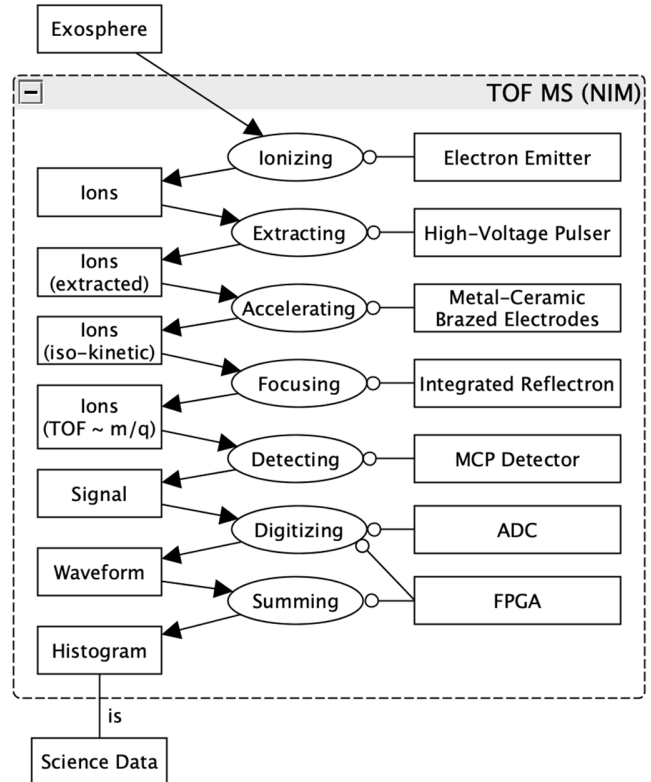 Exosphere
TOF MS (NIM)
Ionizing
Electron Emitter
Ions
Extracting
High-Voltage Pulser
Ions
(extracted)
Accelerating
Metal-Ceramic
Brazed Electrodes
Ions
(iso-kinetic)
Focusing
Integrated Reflectron
Ions
(TOF ~ m/q)
Detecting
MCP Detector
Signal
Digitizing
ADC
Waveform
Summing
FPGA
Histogram
is
Science Data